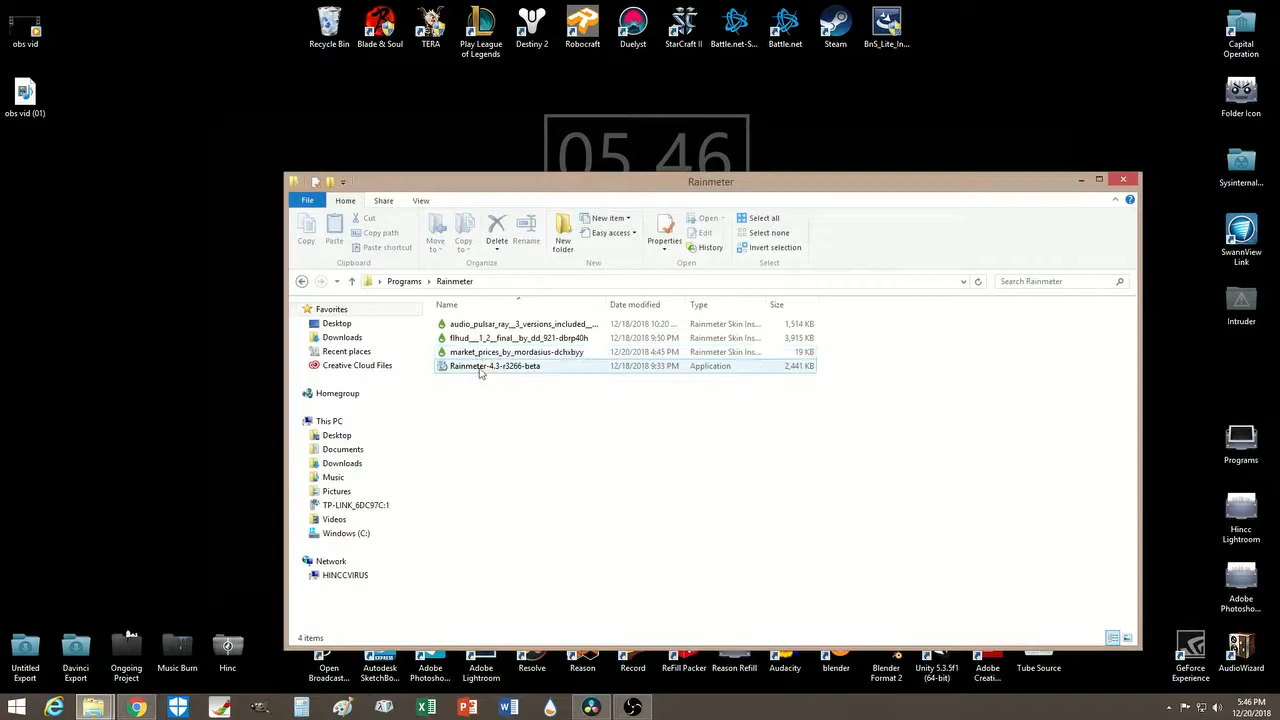 obs vid
Recycle Bin
Blade & Soul
TERA
Play League
of Legends
Destiny 2
Robocraft
Duelyst
StarCraft II
Battle.net-S...
Battle.net
Steam
BnS_Lite_In...
Capital
Operation
obs vid (01)
Folder Icon
05 46
Sysinternal...
Rainmeter
File
Home
Share
View
Copy
Paste
Cut
Copy path
Paste shortcut
Clipboard
Move
to
Copy
to
Delete
Rename
Organize
New
folder
New item
Easy access
New
Properties
Open
Edit
History
Open
Select all
Select none
Invert selection
Select
SwannView
Link
Programs
Rainmeter
Search Rainmeter
Name
Date modified
Type
Size
audio_pulsar_ray__3_versions_included__... 12/18/2018 10:20 ... Rainmeter Skin Ins... 1,514 KB
flhud__1_2__final__by_dd_921-dbrp40h 12/18/2018 9:50 PM Rainmeter Skin Ins... 3,915 KB
market_prices_by_mordasius-dchxbyy 12/20/2018 4:45 PM Rainmeter Skin Ins... 19 KB
Rainmeter-4.3-r3266-beta 12/18/2018 9:33 PM Application 2,441 KB
Favorites
Desktop
Downloads
Recent places
Creative Cloud Files
Homegroup
This PC
Desktop
Documents
Downloads
Music
Pictures
TP-LINK_6DC97C:1
Videos
Windows (C:)
Network
HINCCVIRUS
4 items
Intruder
Programs
Hincc
Lightroom
Adobe
Photosho...
Untitled
Export
Davinci
Export
Ongoing
Project
Music Burn
Hinc
Open
Broadcast...
Autodesk
SketchBo...
Adobe
Photosho...
Adobe
Lightroom
Resolve
Reason
Record
ReFill Packer
Reason Refill
Audacity
blender
Blender
Format 2
Unity 5.3.5f1
(64-bit)
Adobe
Creati...
Tube Source
GeForce
Experience
AudioWizard
5:46 PM
12/20/2018